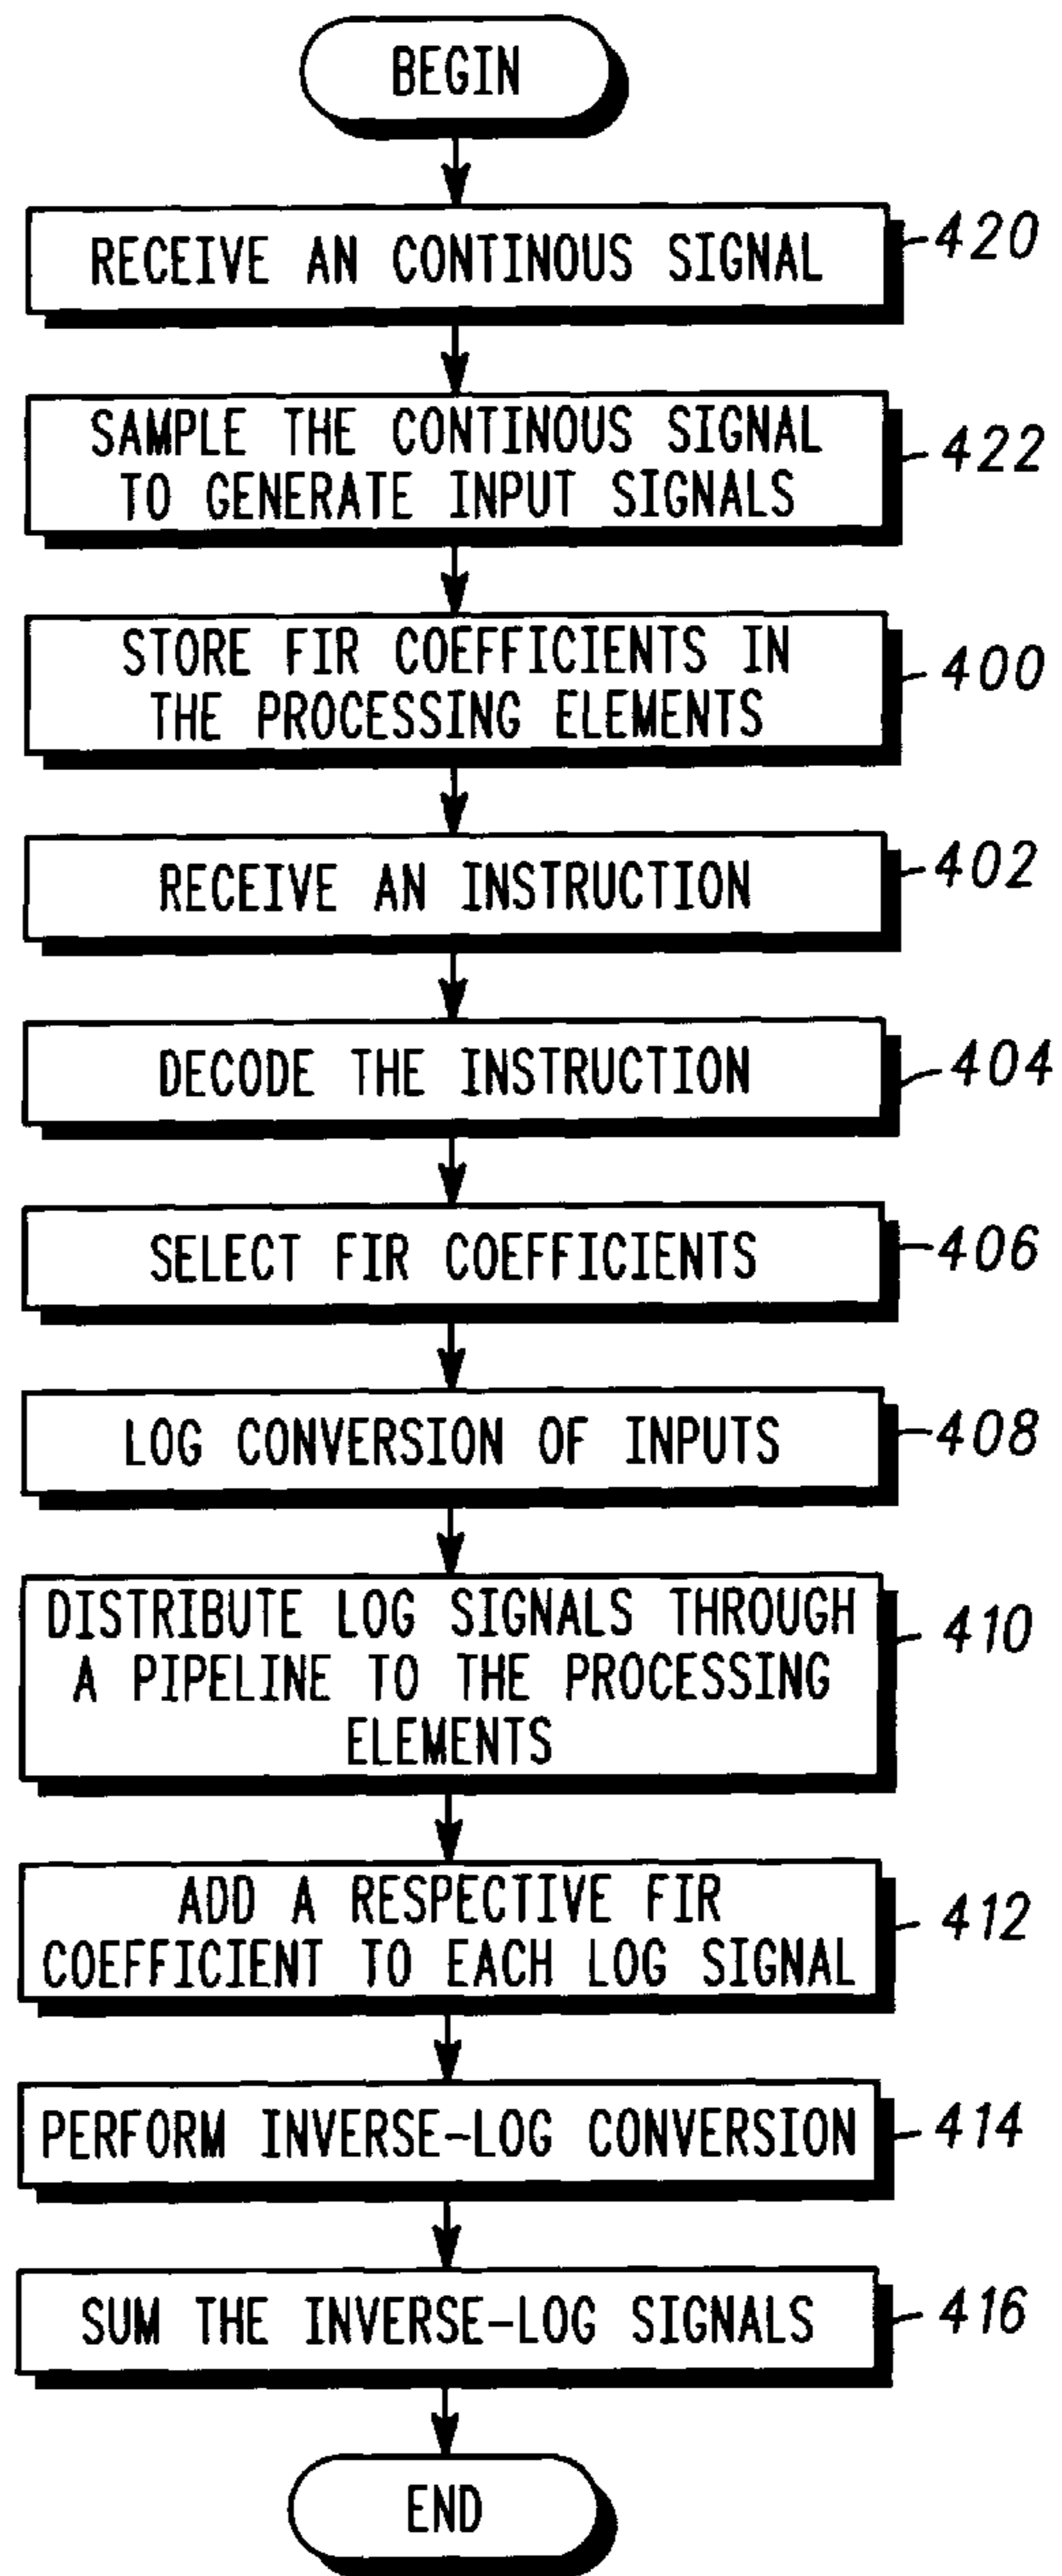 BEGIN
RECEIVE AN CONTINOUS SIGNAL
420
SAMPLE THE CONTINOUS SIGNAL
TO GENERATE INPUT SIGNALS
422
STORE FIR COEFFICIENTS IN
THE PROCESSING ELEMENTS
400
RECEIVE AN INSTRUCTION
402
DECODE THE INSTRUCTION
404
SELECT FIR COEFFICIENTS
406
LOG CONVERSION OF INPUTS
408
DISTRIBUTE LOG SIGNALS THROUGH
A PIPELINE TO THE PROCESSING
ELEMENTS
410
ADD A RESPECTIVE FIR
COEFFICIENT TO EACH LOG SIGNAL
412
PERFORM INVERSE-LOG CONVERSION
414
SUM THE INVERSE-LOG SIGNALS
416
END